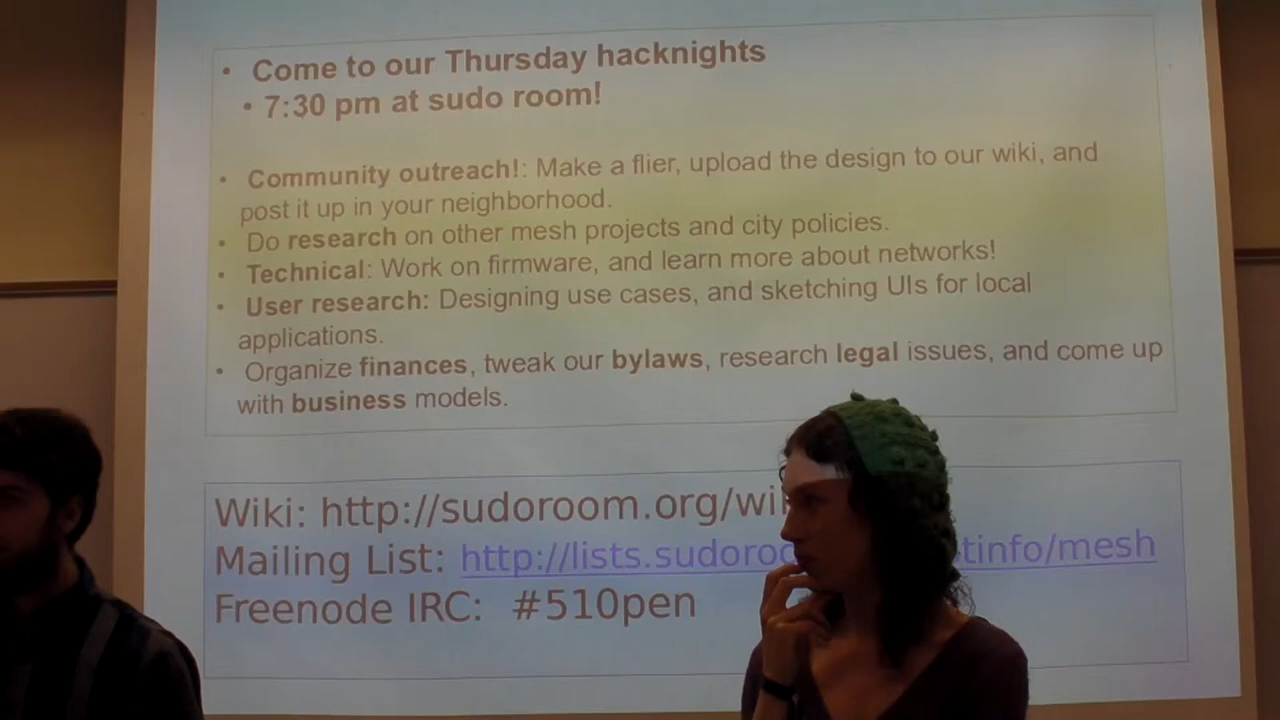 • Come to our Thursday hacknights
• 7:30 pm at sudo room!
• Community outreach!: Make a flier, upload the design to our wiki, and
post it up in your neighborhood.
• Do research on other mesh projects and city policies.
• Technical: Work on firmware, and learn more about networks!
• User research: Designing use cases, and sketching UIs for local
applications.
• Organize finances, tweak our bylaws, research legal issues, and come up
with business models.
Wiki: http://sudoroom.org/wi
Mailing List: http://lists.sudoroo tinfo/mesh
Freenode IRC: #510pen